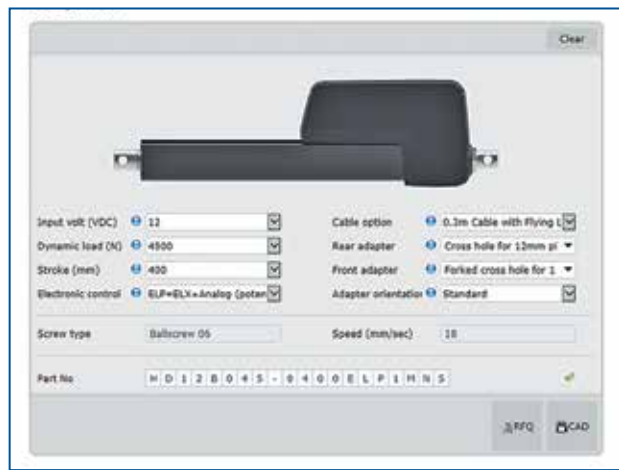 Clear
Input volt (VDC) 12 Cable option 0.3m Cable with Flying L
Dynamic load (N) 4500 Rear adapter Cross hole for 12mm pi
Stroke (mm) 400 Front adapter Forked cross hole for 1
Electronic control ELP=ELX+Analog (poten Adapter orientation Standard
Screw type Ballscrew 05 Speed (mm/sec) 18
Part No H D 1 2 B 0 4 5 - 0 4 0 0 E L P 1 M N S
RFQ CAD